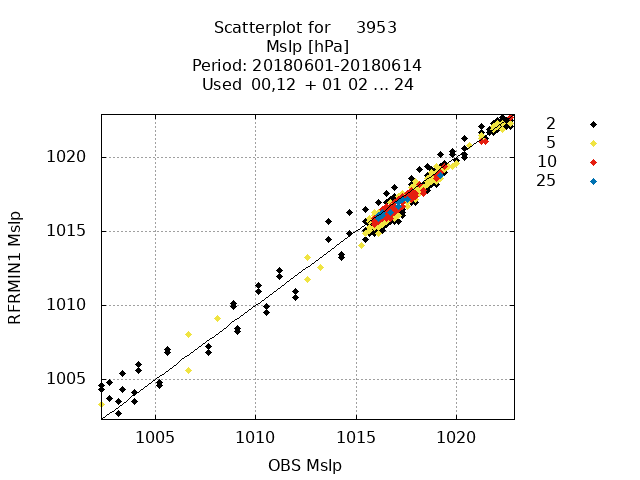 Scatterplot for 3953
Mslp [hPa]
Period: 20180601-20180614
Used 00,12 + 01 02 ... 24
2
5
10
25
1020
1015
1010
1005
RFRMIN1 Mslp
1005 1010 1015 1020
OBS Mslp